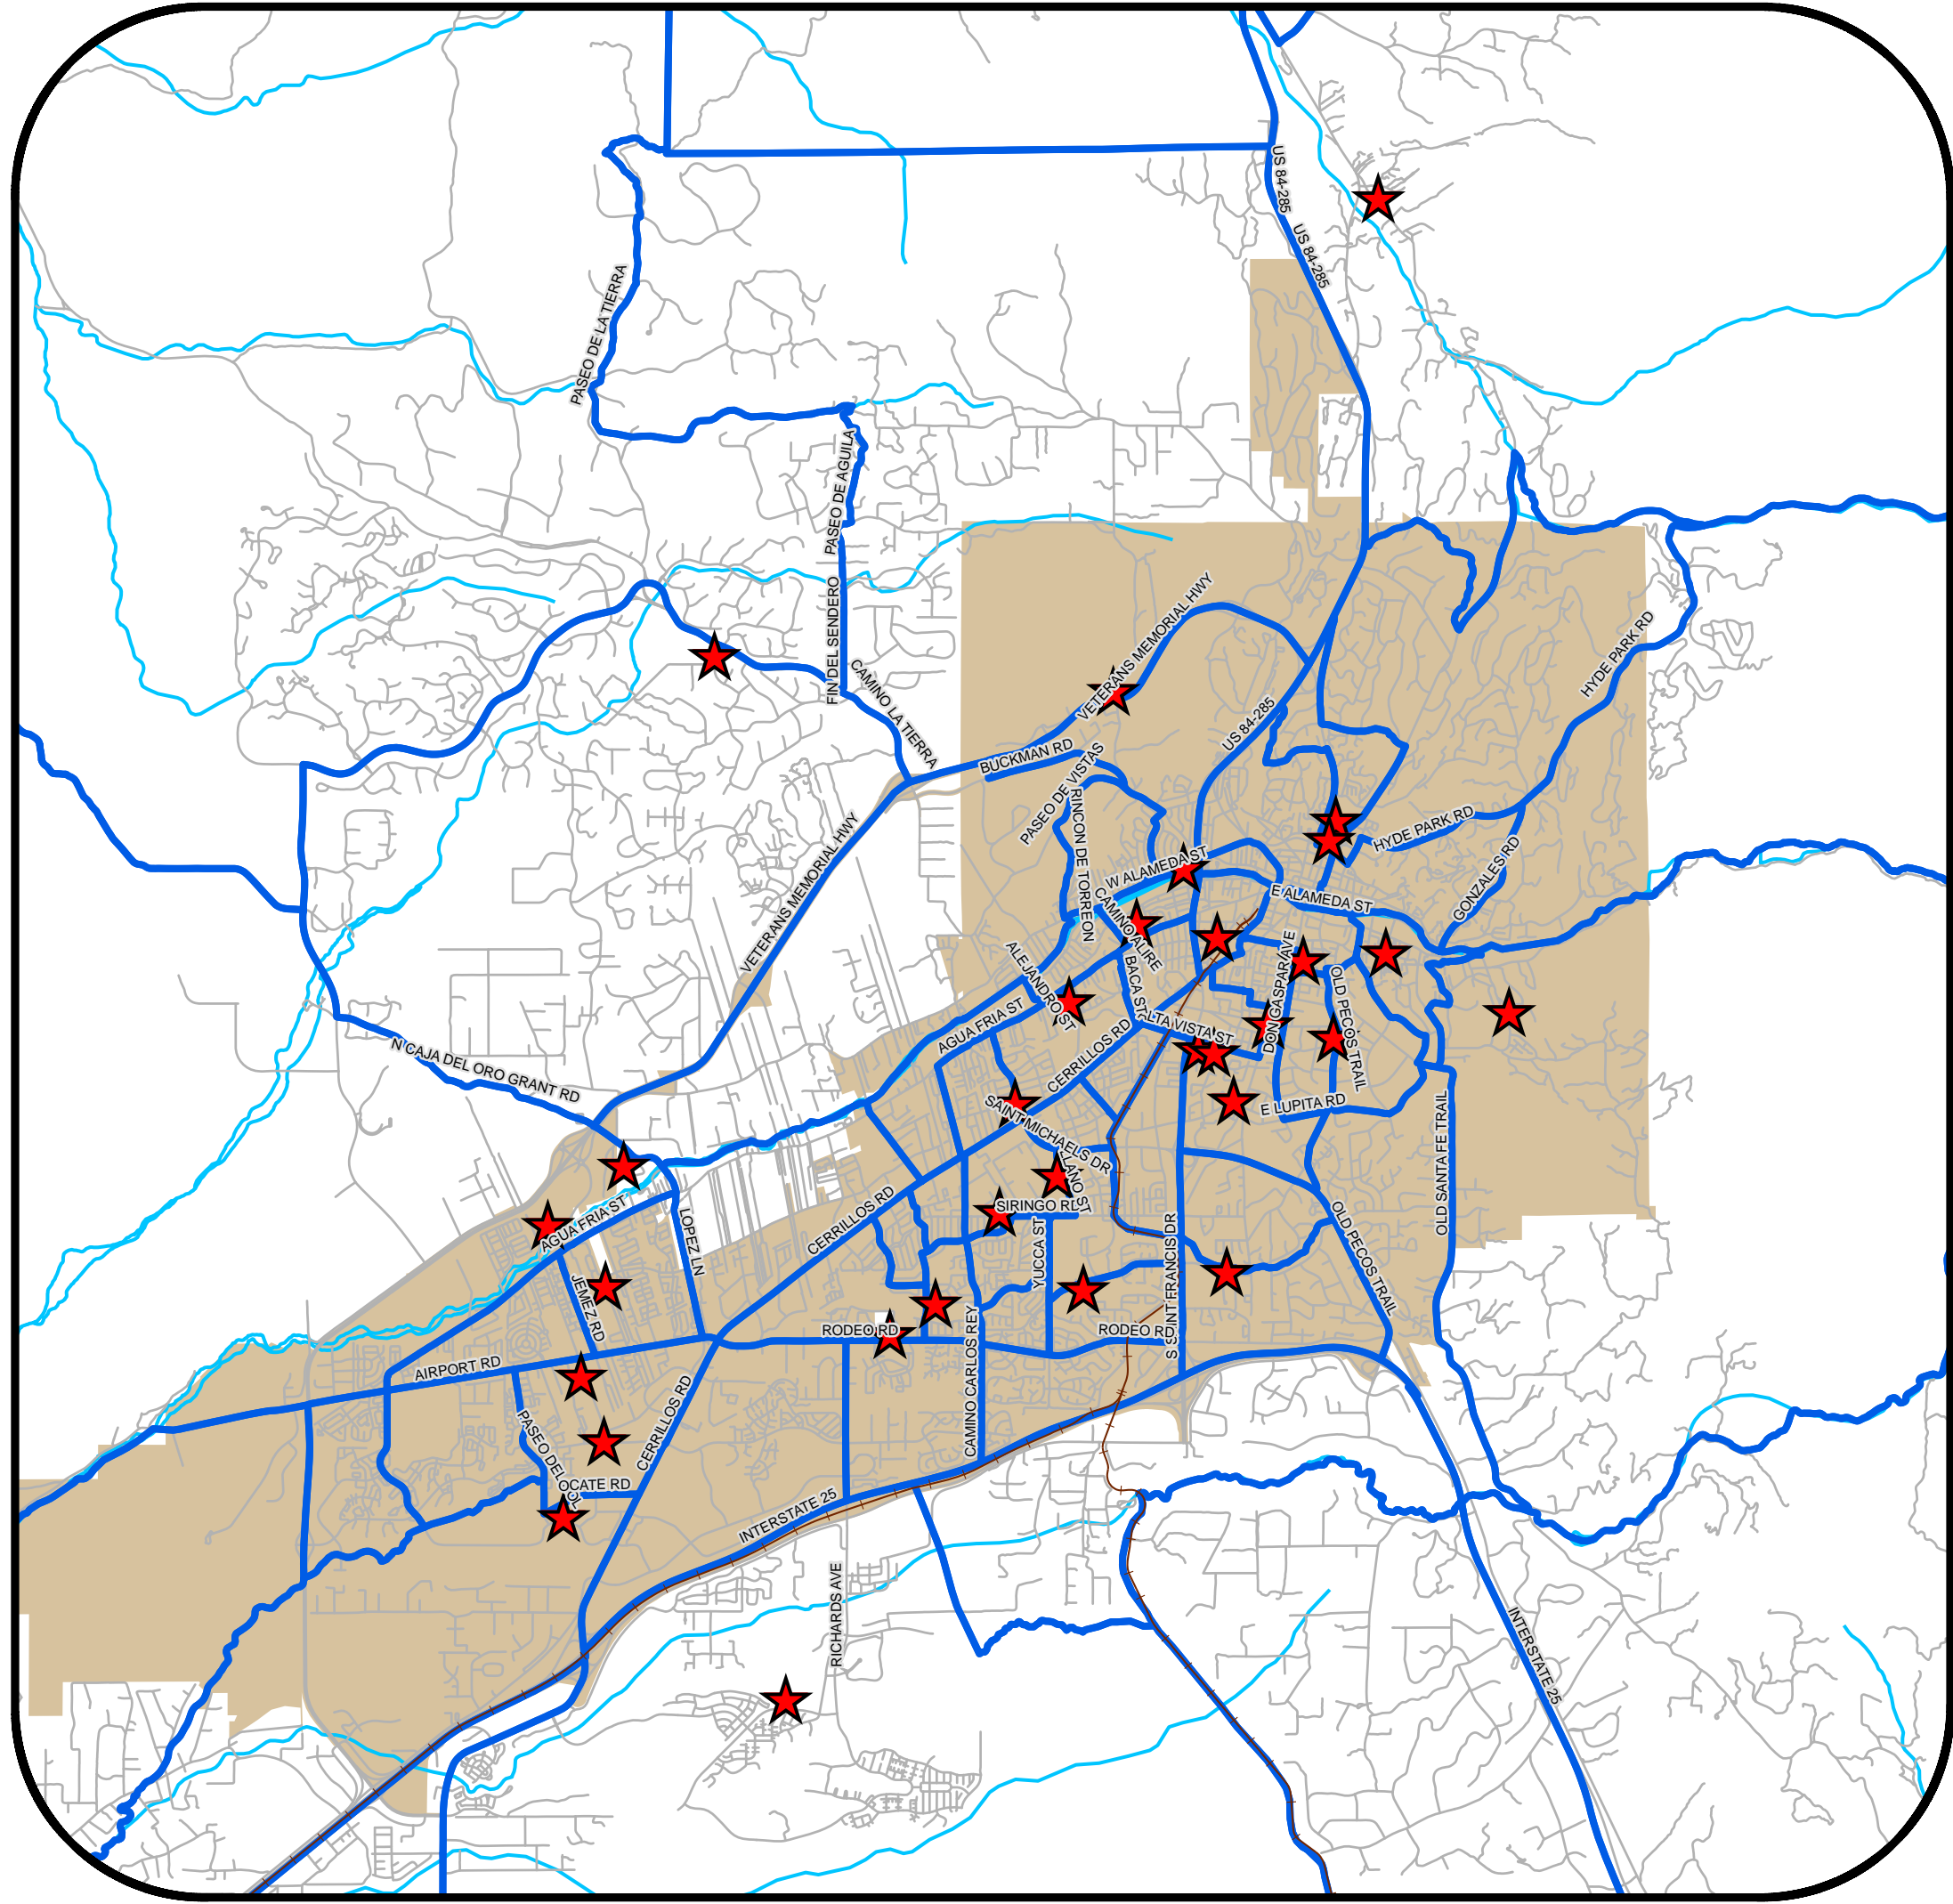 US 84-285
US 84-285
PASEO DE LA TIERRA
PASEO DE AGUILA
FIN DEL SENDERO
CAMINO LA TIERRA
VETERANS MEMORIAL HWY
HYDE PARK RD
US 84-285
BUCKMAN RD
PASEO DE VISTAS
RINCON DE TORREON
VETERANS MEMORIAL HWY
HYDE PARK RD
W ALAMEDA ST
GONZALES RD
E ALAMEDA ST
CAMINO ALIRE
ALEJANDRO ST
BACA ST
DON GASPAR AVE
OLD PECOS TRAIL
AGUA FRIA ST
CERRILLOS RD
LTA VISTA ST
N CAJA DEL ORO GRANT RD
SAINT MICHAELS DR
E LUPITA RD
OLD SANTA FE TRAIL
LLANO ST
SIRINGO RD
AGUA FRIA ST
LOPEZ LN
CERRILLOS RD
YUCCA ST
S SAINT FRANCIS DR
OLD PECOS TRAIL
JEMEZ RD
RODEO RD
RODEO RD
CAMINO CARLOS REY
AIRPORT RD
CERRILLOS RD
PASEO DEL SOL
OCATE RD
INTERSTATE 25
RICHARDS AVE
INTERSTATE 25